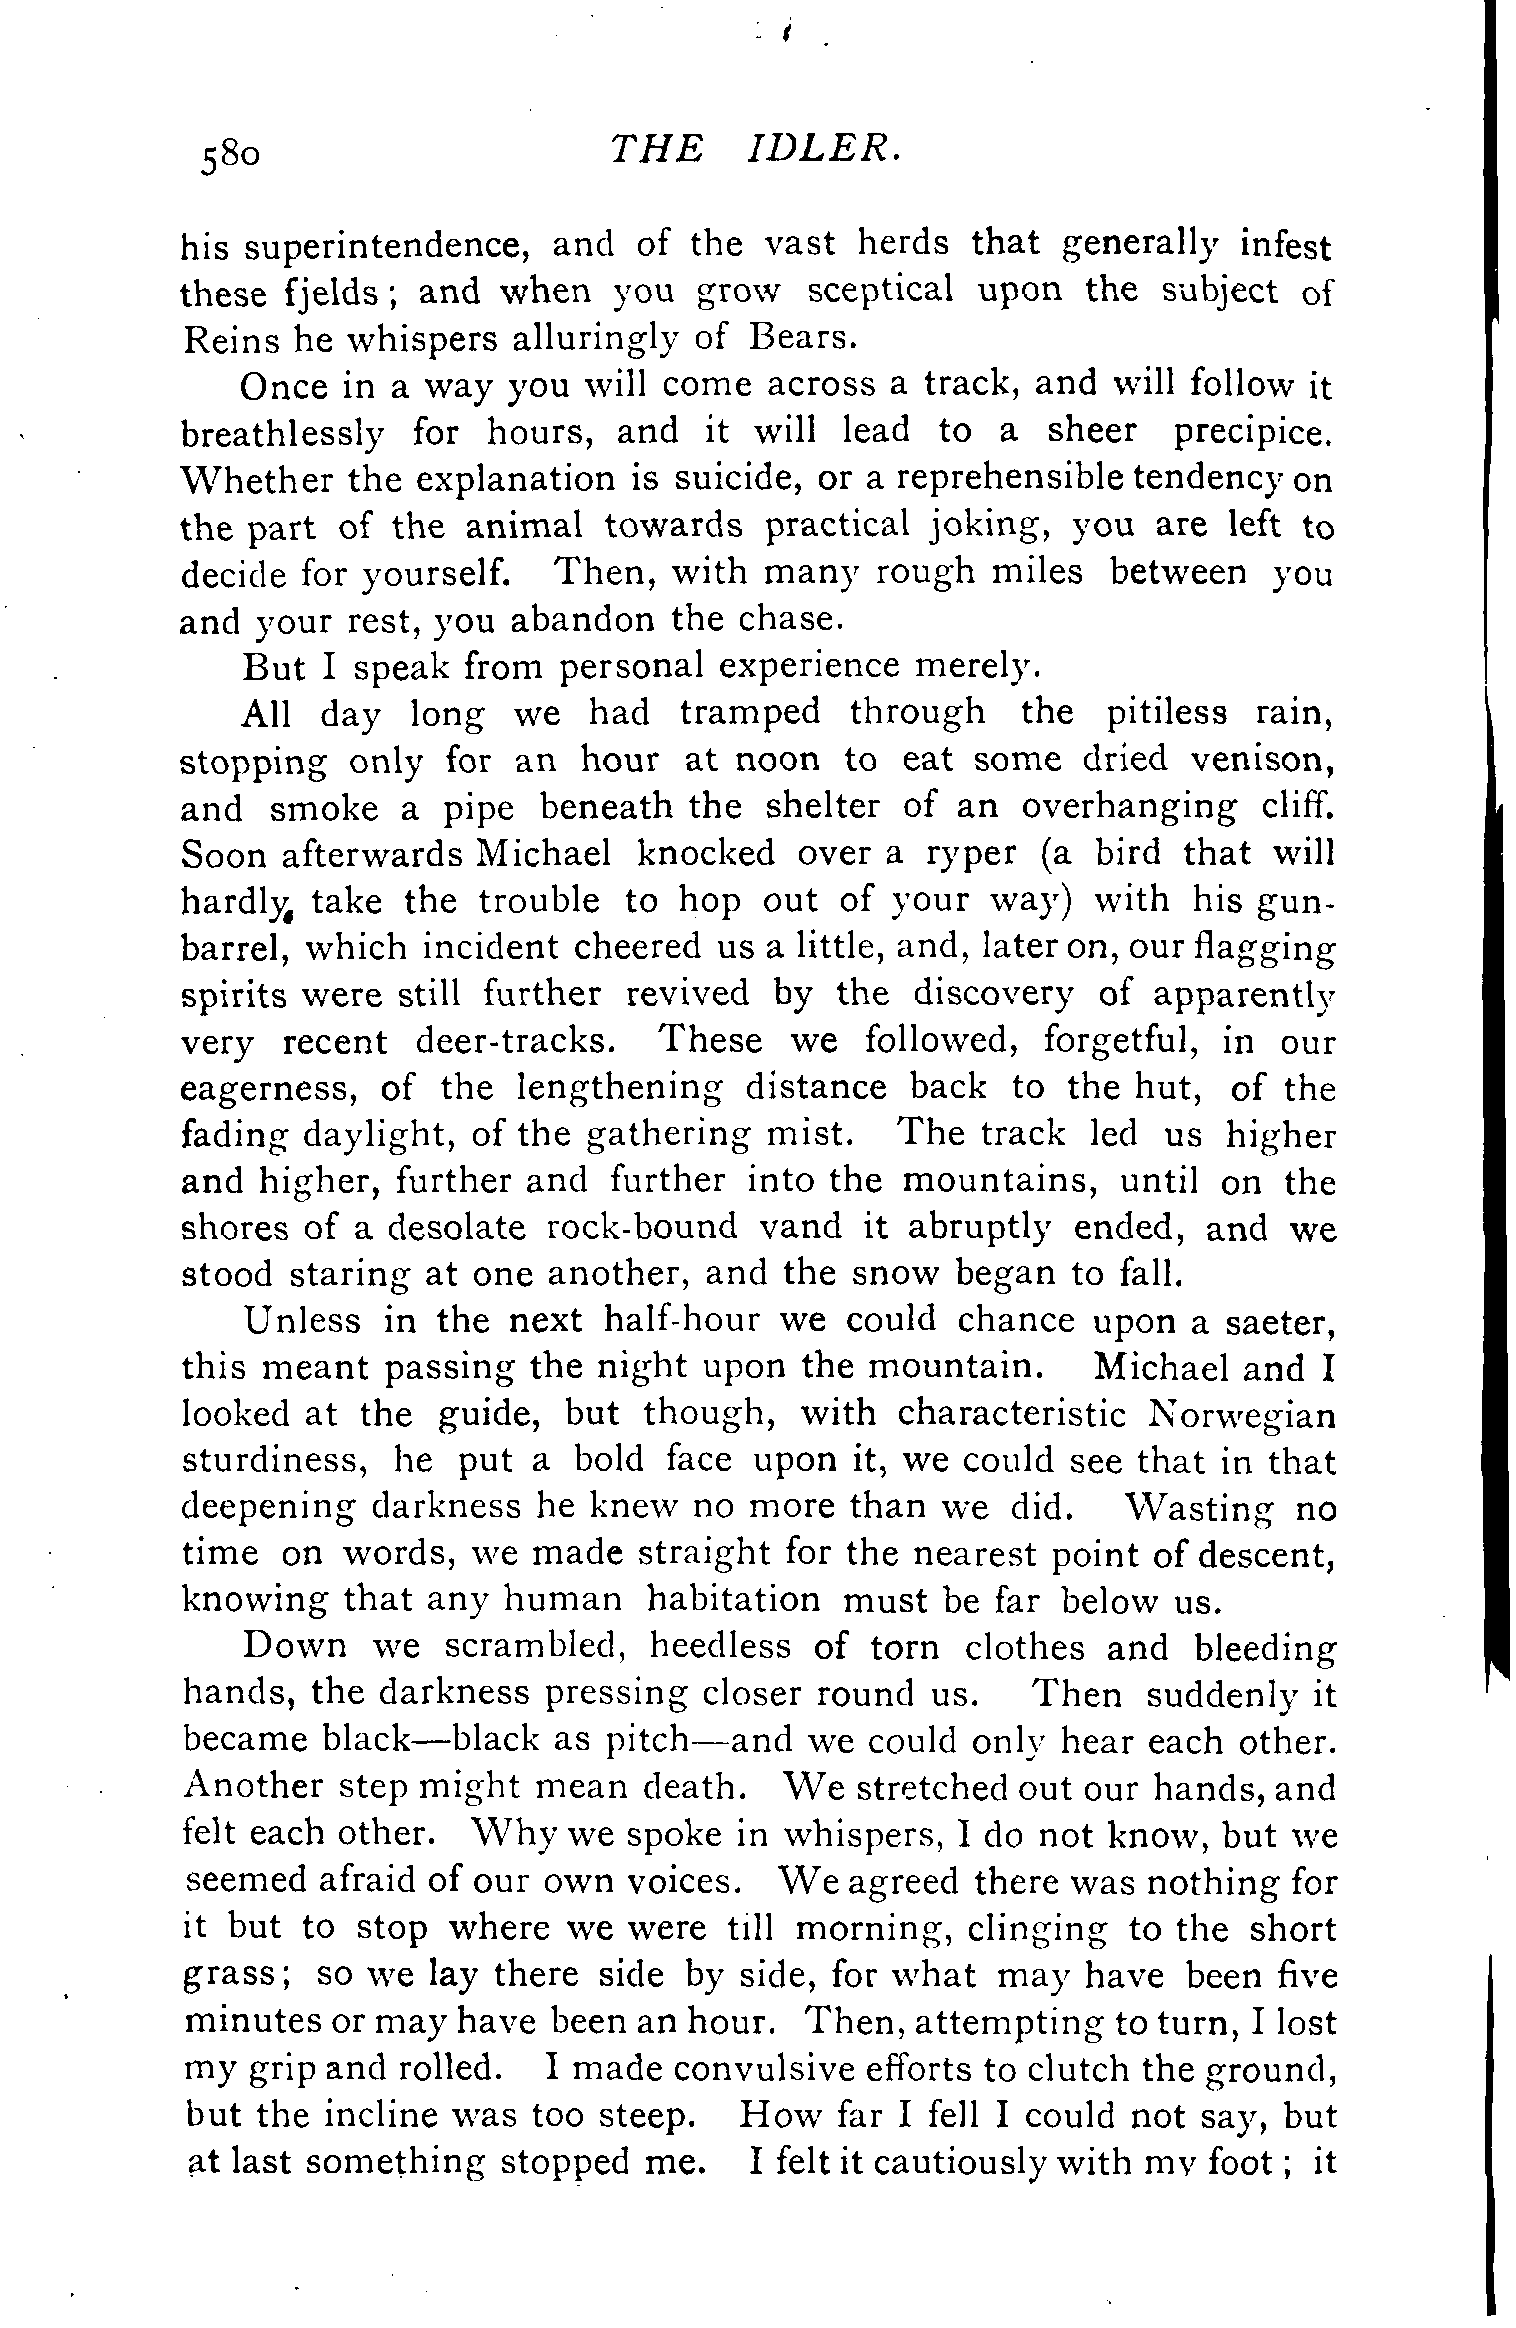 580 THE IDLER.
his superintendence, and of the vast herds that generally infest
these fjelds; and when you grow sceptical upon the subject of
Reins he whispers alluringly of Bears.
Once in a way you will come across a track, and will follow it
breathlessly for hours, and it will lead to a sheer precipice.
Whether the explanation is suicide, or a reprehensible tendency on
the part of the animal towards practical joking, you are left to
decide for yourself. Then, with many rough miles between you
and your rest, you abandon the chase.
But I speak from personal experience merely.
All day long we had tramped through the pitiless rain,
stopping only for an hour at noon to eat some dried venison,
and smoke a pipe beneath the shelter of an overhanging cliff.
Soon afterwards Michael knocked over a ryper (a bird that will
hardly take the trouble to hop out of your way) with his gun-
barrel, which incident cheered us a little, and, later on, our flagging
spirits were still further revived by the discovery of apparently
very recent deer-tracks. These we followed, forgetful, in our
eagerness, of the lengthening distance back to the hut, of the
fading daylight, of the gathering mist. The track led us higher
and higher, further and further into the mountains, until on the
shores of a desolate rock-bound vand it abruptly ended, and we
stood staring at one another, and the snow began to fall.
Unless in the next half-hour we could chance upon a saeter,
this meant passing the night upon the mountain. Michael and I
looked at the guide, but though, with characteristic Norwegian
sturdiness, he put a bold face upon it, we could see that in that
deepening darkness he knew no more than we did. Wasting no
time on words, we made straight for the nearest point of descent,
knowing that any human habitation must be far below us.
Down we scrambled, heedless of torn clothes and bleeding
hands, the darkness pressing closer round us. Then suddenly it
became black—black as pitch—and we could only hear each other.
Another step might mean death. We stretched out our hands, and
felt each other. Why we spoke in whispers, I do not know, but we
seemed afraid of our own voices. We agreed there was nothing for
it but to stop where we were till morning, clinging to the short
grass; so we lay there side by side, for what may have been five
minutes or may have been an hour. Then, attempting to turn, I lost
my grip and rolled. I made convulsive efforts to clutch the ground,
but the incline was too steep. How far I fell I could not say, but
at last something stopped me. I felt it cautiously with my foot; it